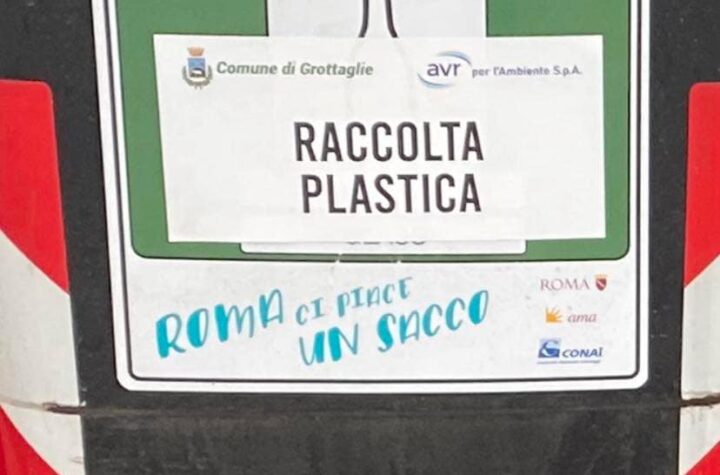 Comune di Grottaglie
avr per l'Ambiente S.p.A.
RACCOLTA
PLASTICA
ROMA CI PIACE
UN SACCO
ROMA
ama
CONAI